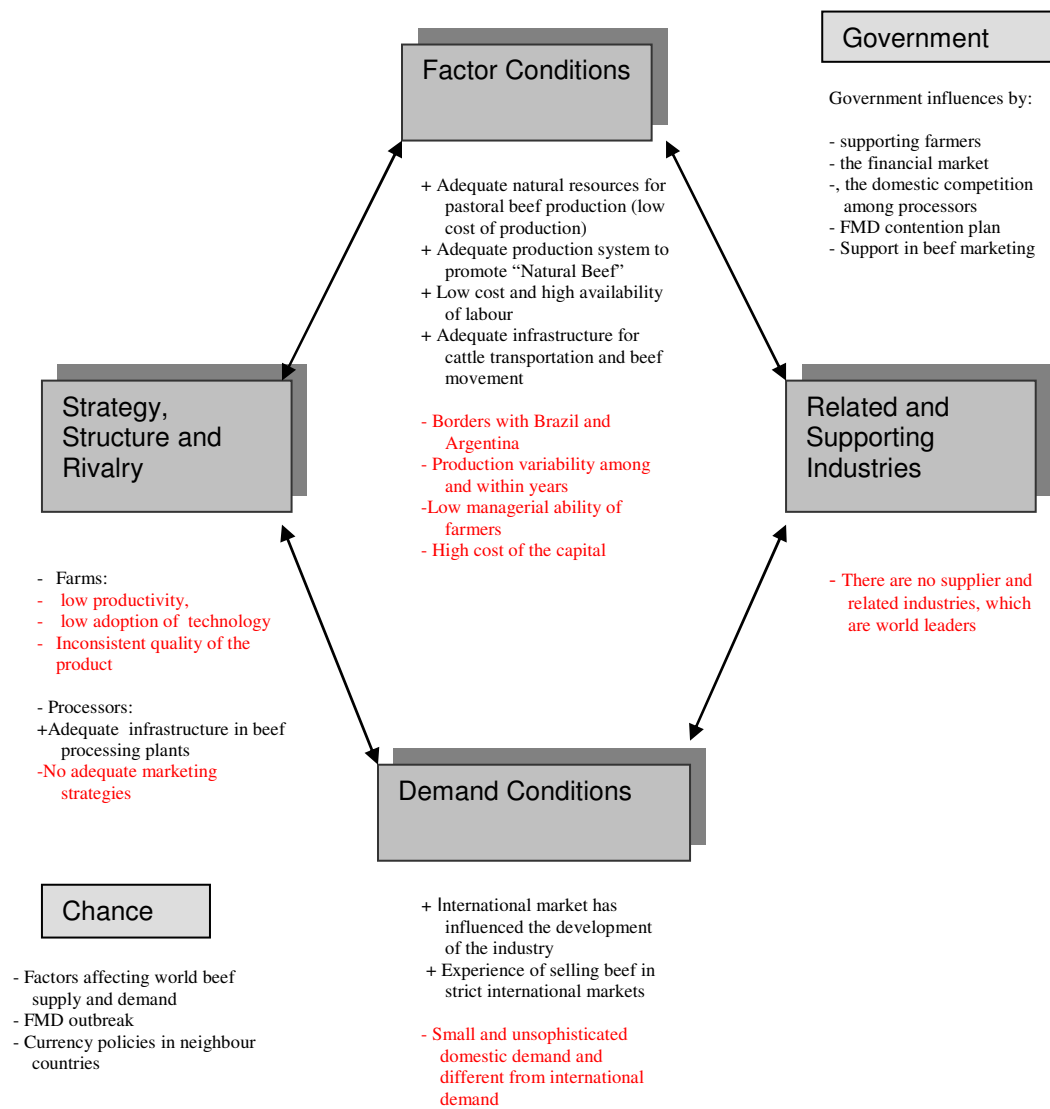 Government
Government influences by:
- supporting farmers
- the financial market
-, the domestic competition
among processors
- FMD contention plan
- Support in beef marketing
Factor Conditions
+ Adequate natural resources for
pastoral beef production (low
cost of production)
+ Adequate production system to
promote “Natural Beef”
+ Low cost and high availability
of labour
+ Adequate infrastructure for
cattle transportation and beef
movement
- Borders with Brazil and
Argentina
- Production variability among
and within years
-Low managerial ability of
farmers
- High cost of the capital
Strategy,
Structure and
Rivalry
- Farms:
- low productivity,
- low adoption of technology
- Inconsistent quality of the
product
- Processors:
+Adequate infrastructure in beef
processing plants
-No adequate marketing
strategies
Related and
Supporting
Industries
- There are no supplier and
related industries, which
are world leaders
Demand Conditions
+ International market has
influenced the development
of the industry
+ Experience of selling beef in
strict international markets
- Small and unsophisticated
domestic demand and
different from international
demand
Chance
- Factors affecting world beef
supply and demand
- FMD outbreak
- Currency policies in neighbour
countries